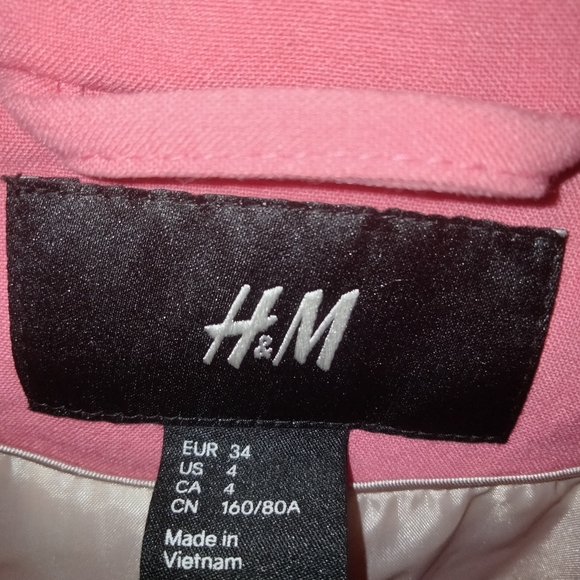 H&M
EUR 34
US 4
CA 4
CN 160/80A
Made in
Vietnam